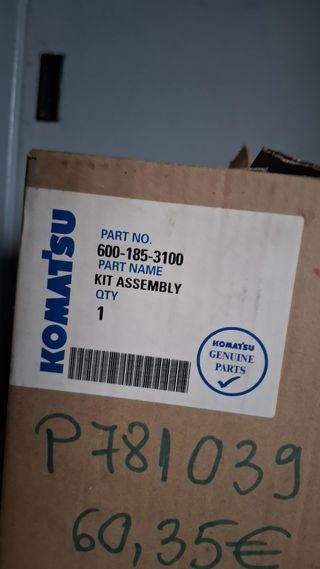 KOMATSU
PART NO.
600-185-3100
PART NAME
KIT ASSEMBLY
QTY
1
KOMATSU
GENUINE
PARTS
P781039
60,35€